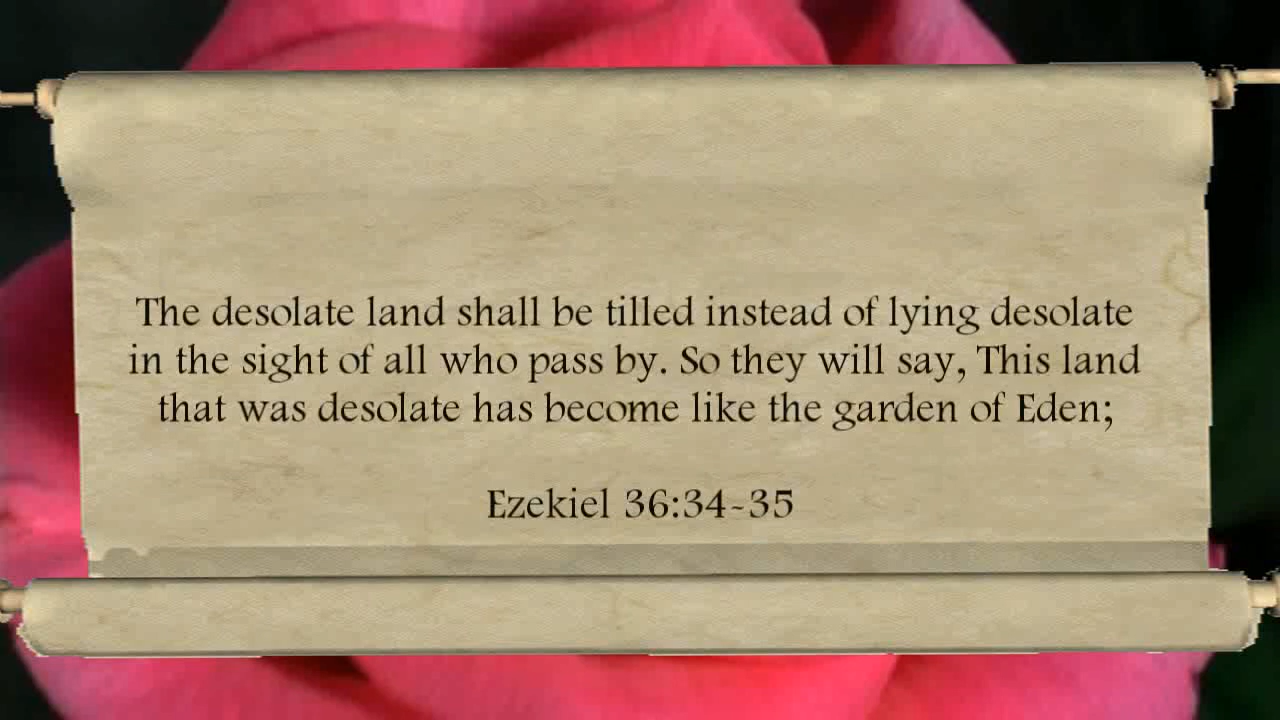 The desolate land shall be tilled instead of lying desolate
in the sight of all who pass by. So they will say, This land
that was desolate has become like the garden of Eden;
Ezekiel 36:34-35